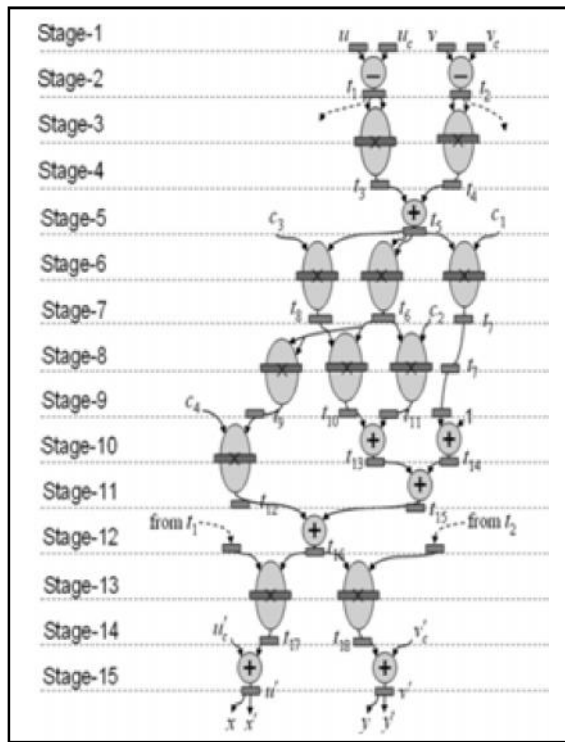 Stage-1 u u_c v v_c
Stage-2 − −
t_1 t_2
Stage-3
× ×
Stage-4
t_3 t_4
Stage-5 +
c_3 t_5 c_1
Stage-6
× × ×
Stage-7
t_8 t_6 c_2 t_7
Stage-8
× × × t_7
Stage-9
c_4 t_9 t_10 t_11 1
Stage-10 + +
× t_13 t_14
Stage-11 +
t_12 t_15
Stage-12 from t_1 + from t_2
t_16
Stage-13
× ×
Stage-14
u'_c t_17 t_18 v'_c
Stage-15 + +
u' v'
x x' y y'